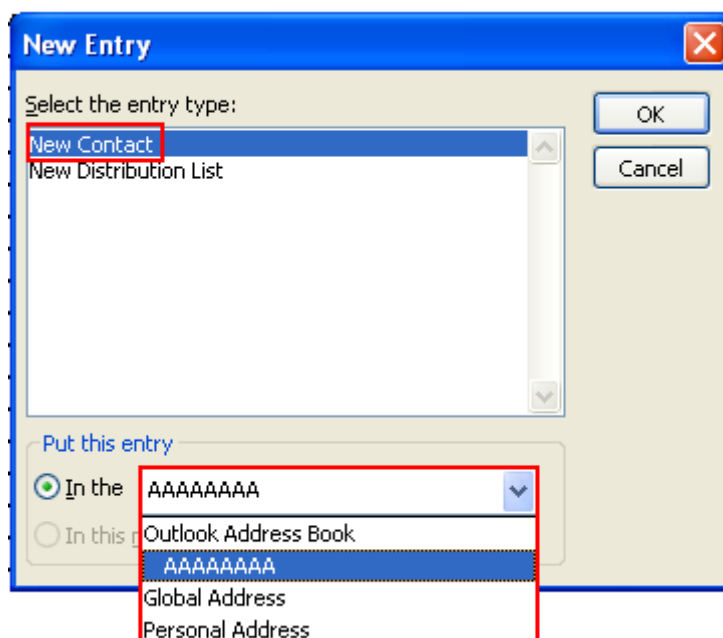 New Entry
Select the entry type:
OK
New Contact
New Distribution List
Cancel
Put this entry
In the AAAAAAAA
In this
Outlook Address Book
AAAAAAAA
Global Address
Personal Address